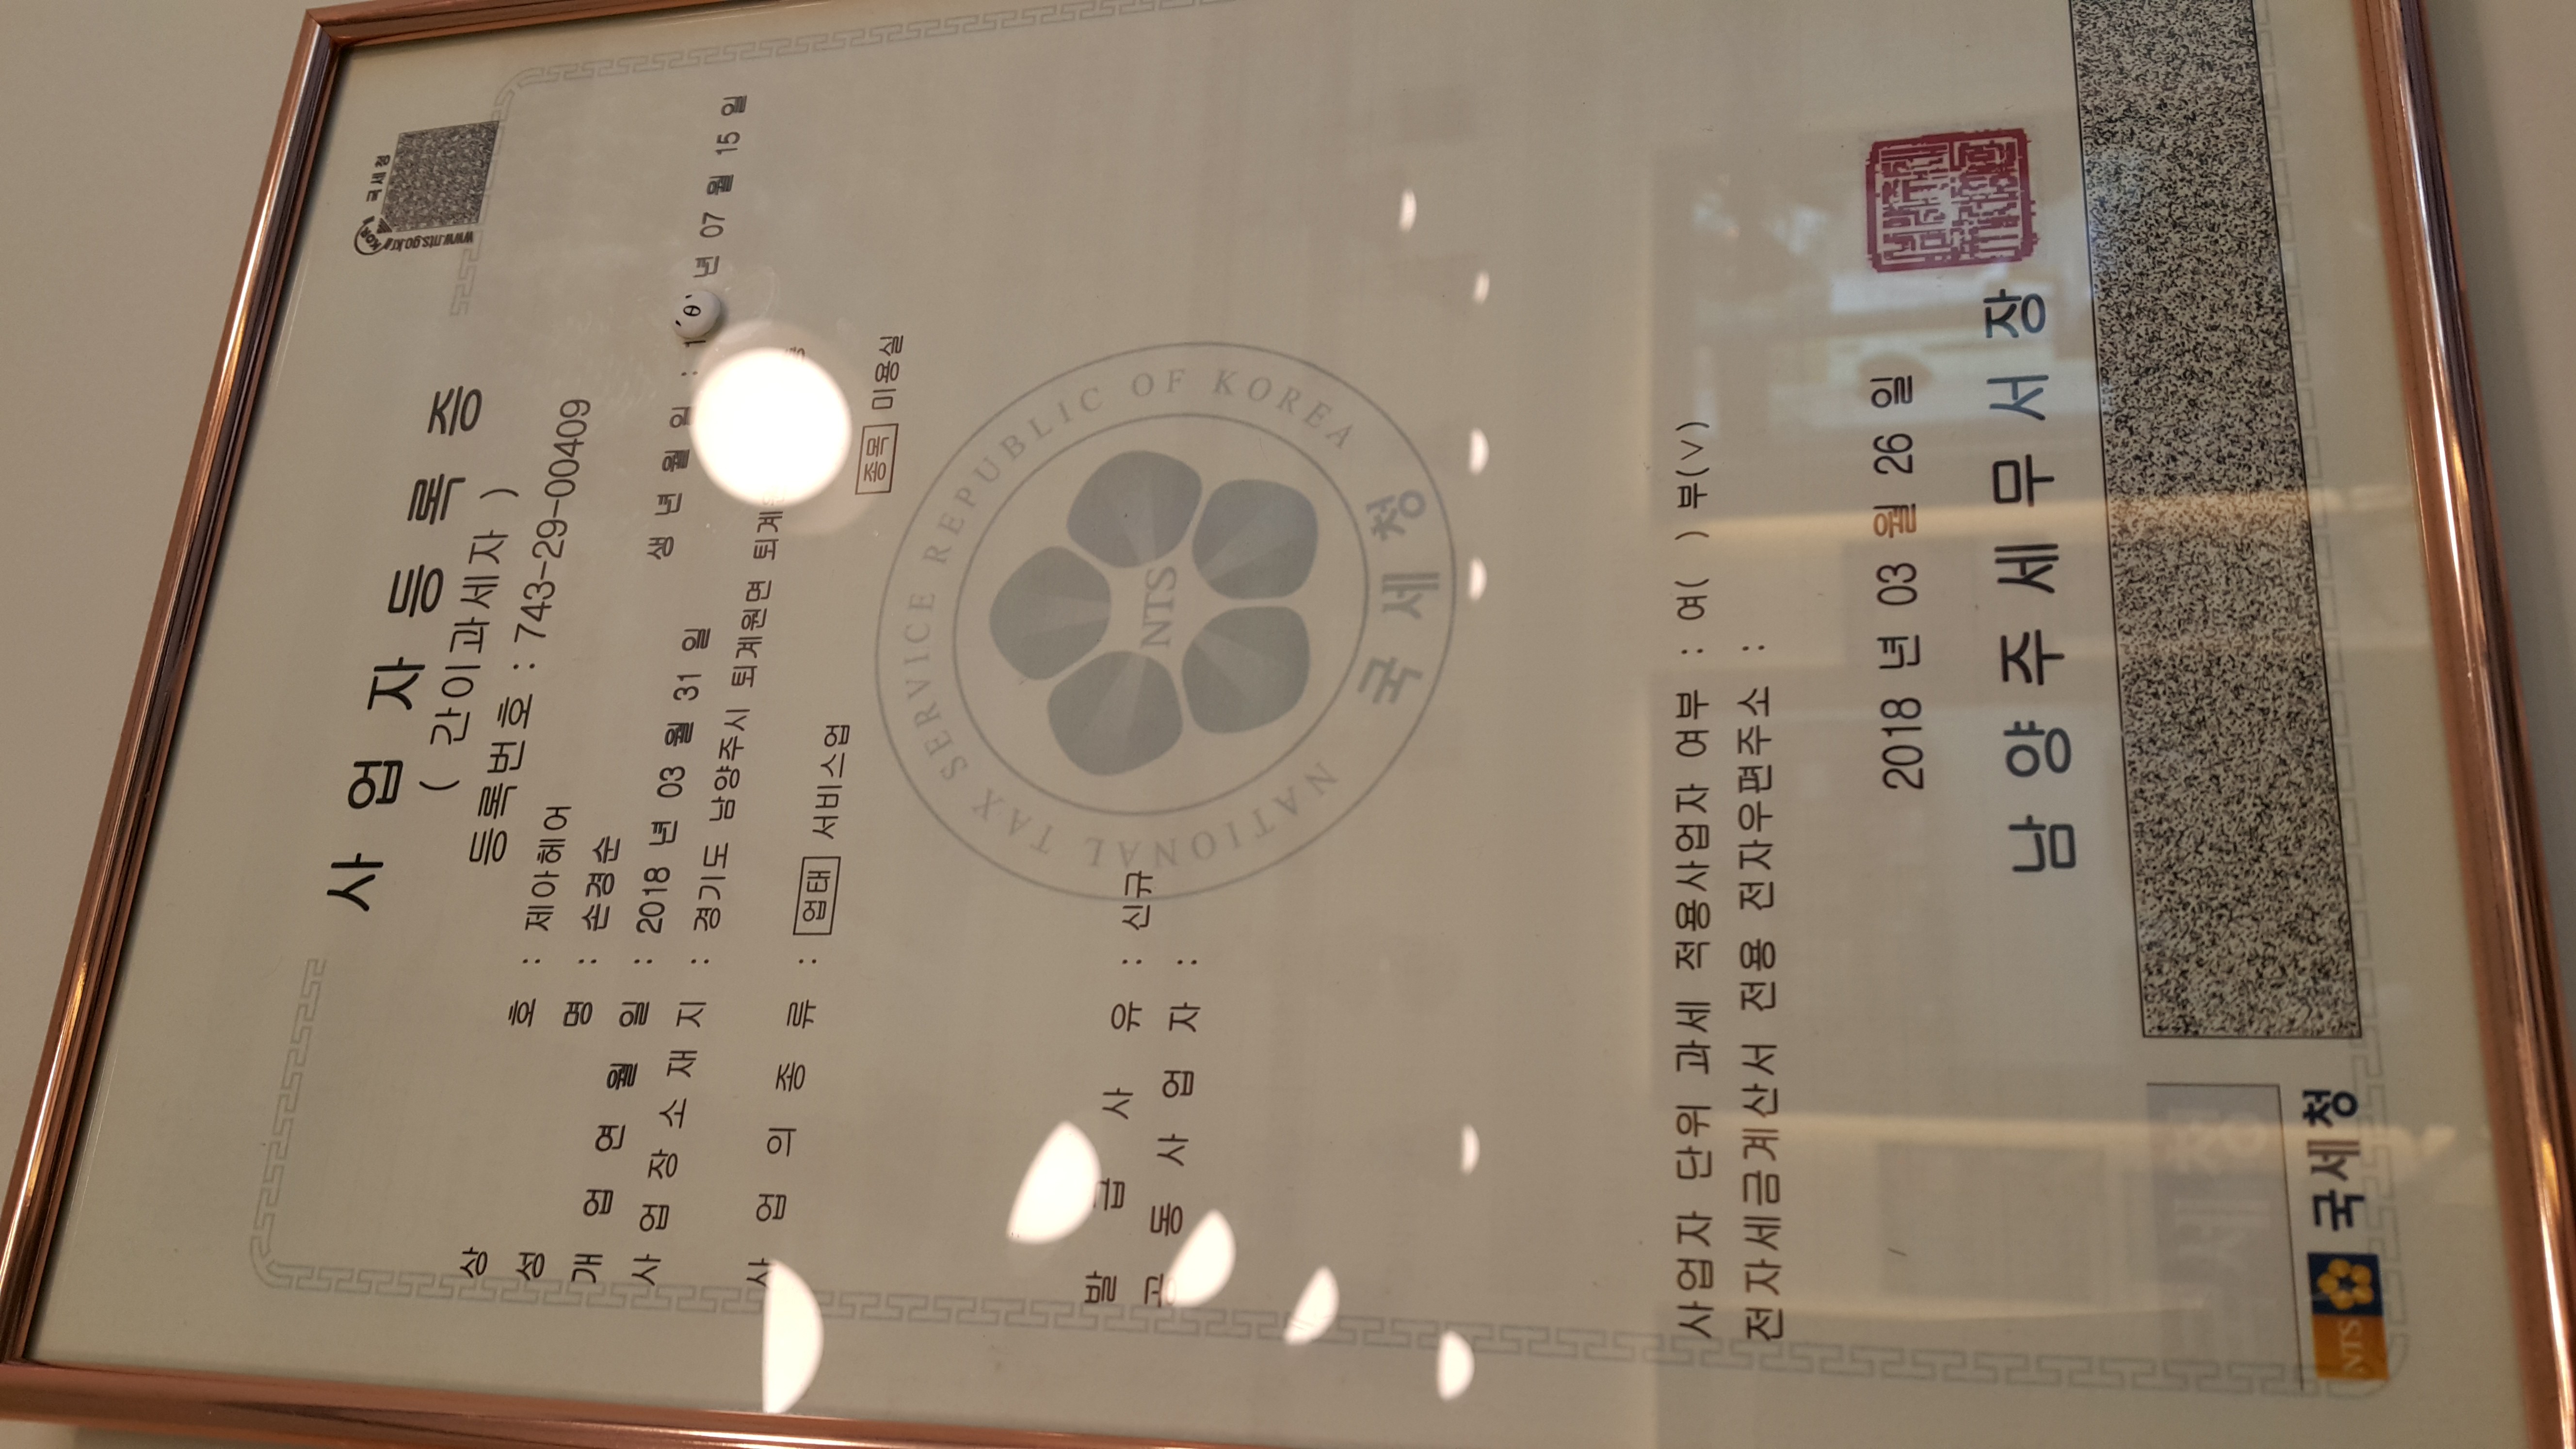 국세청
www.nts.go.kr
사업자등록증
( 간이과세자 )
등록번호 : 743-29-00409
상호 : 제아헤어
성명 : 손경순 생년월일 : 년 07 월 15 일
개업연월일 : 2018 년 03 월 31 일
사업장소재지 : 경기도 남양주시 퇴계원면
사업의종류 : 업태 서비스업 종목 미용실
NATIONAL TAX SERVICE REPUBLIC OF KOREA
NTS
국세청
발급사유 : 신규
공동사업자 :
사업자 단위 과세 적용사업자 여부 : 여( ) 부(v)
전자세금계산서 전용 전자우편주소 :
2018 년 03 월 26 일
남양주세무서장
NTS 국세청